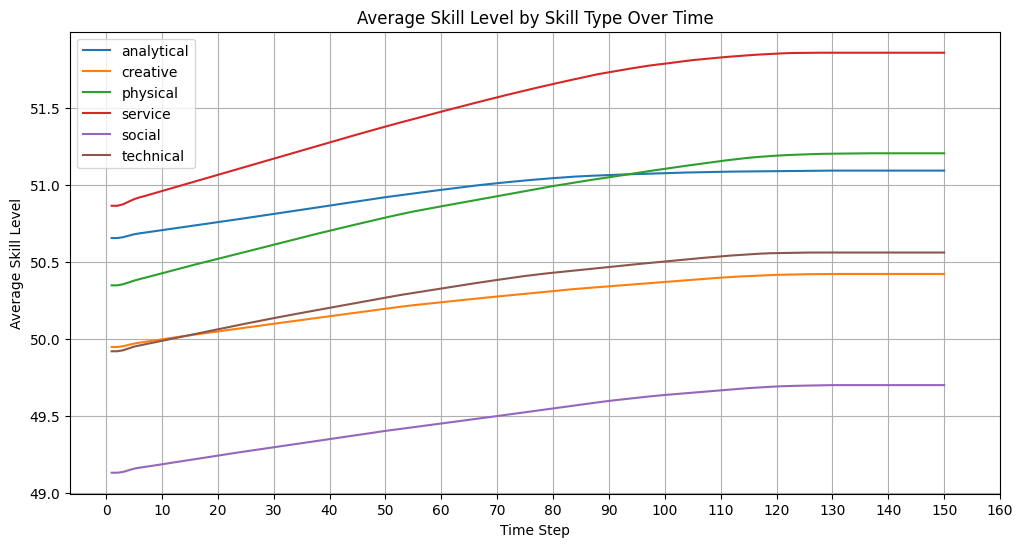 Average Skill Level by Skill Type Over Time
analytical
creative
physical
service
social
technical
Average Skill Level
51.5
51.0
50.5
50.0
49.5
49.0
0 10 20 30 40 50 60 70 80 90 100 110 120 130 140 150 160
Time Step